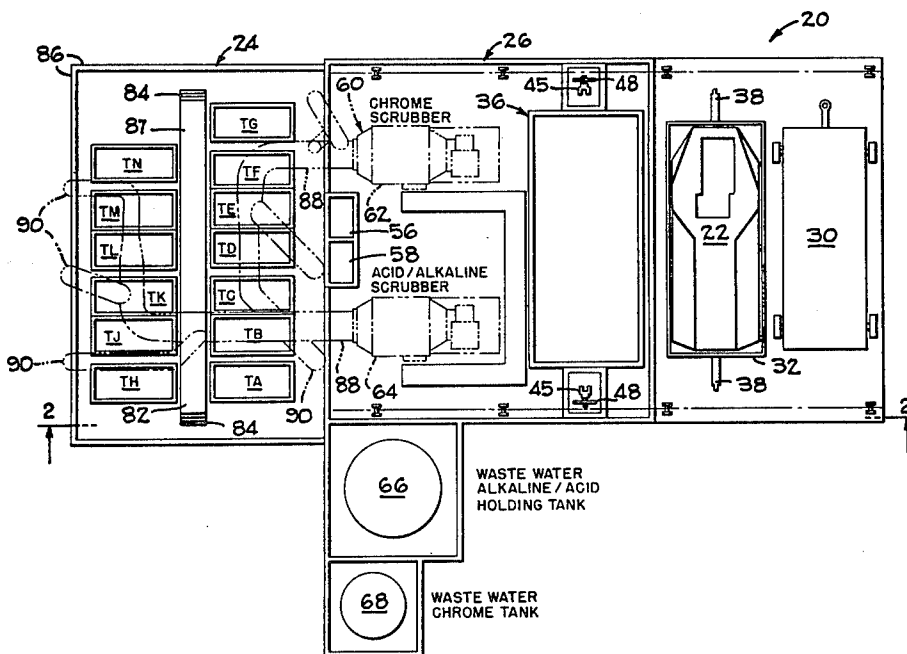 20
86
24
26
84
87
TG
60
CHROME
SCRUBBER
45
48
36
38
TN
TF
88
62
TM
TE
56
22
30
90
TL
TD
58
ACID/ALKALINE
SCRUBBER
TK
TC
TJ
TB
90
TH
TA
88
64
90
45
48
32
38
82
84
2
2
66
WASTE WATER
ALKALINE/ACID
HOLDING TANK
68
WASTE WATER
CHROME TANK